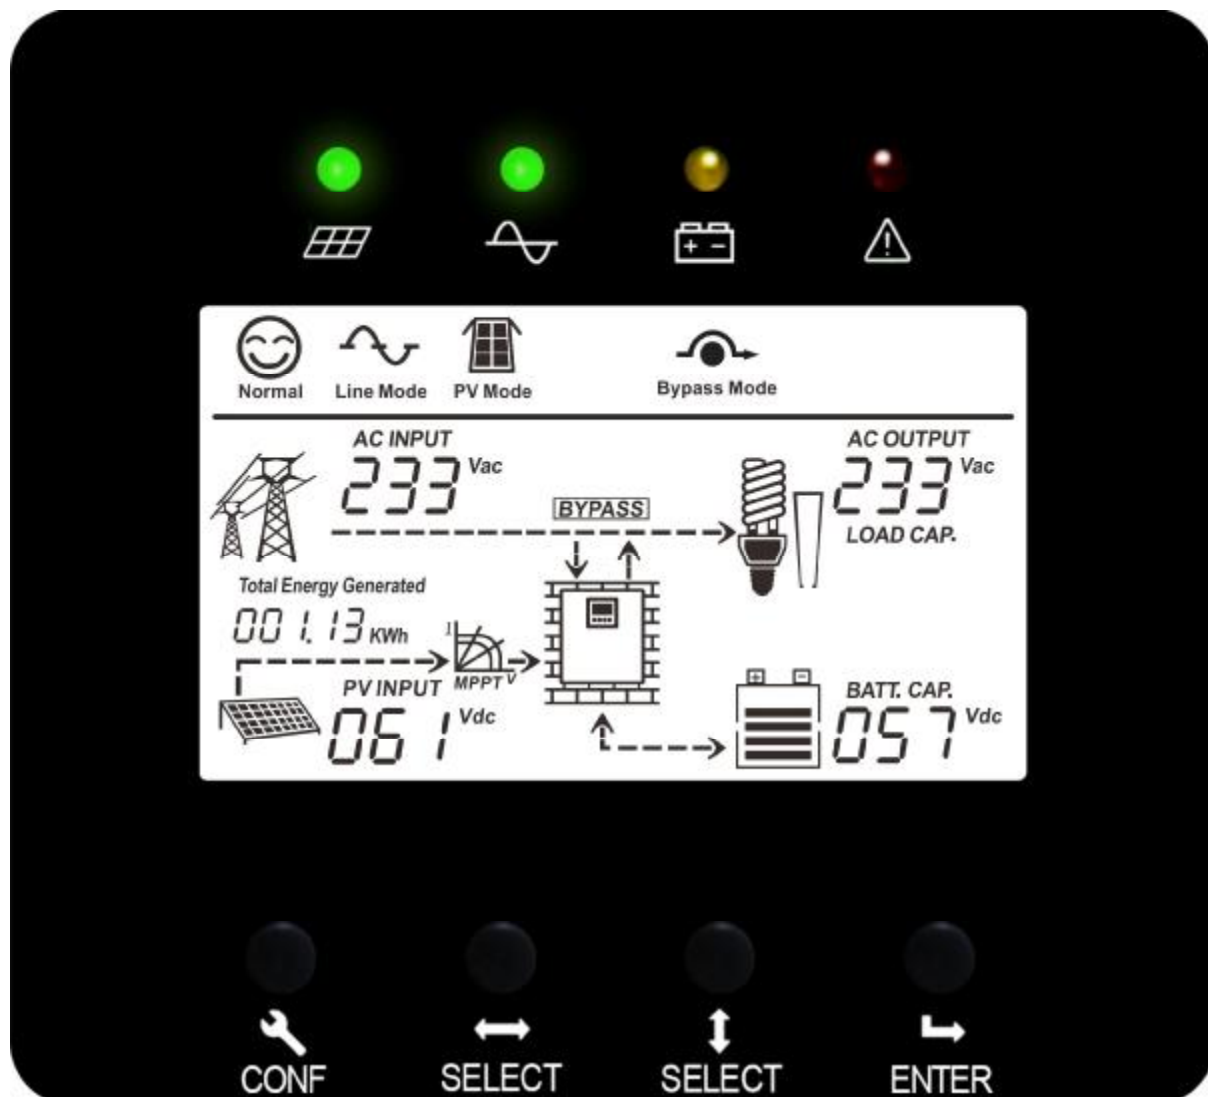 Normal Line Mode PV Mode Bypass Mode
AC INPUT
233 Vac
AC OUTPUT
233 Vac
BYPASS
LOAD CAP.
Total Energy Generated
001.13 KWh
I
MPPT V
PV INPUT
061 Vdc
+ -
BATT. CAP.
057 Vdc
CONF SELECT SELECT ENTER